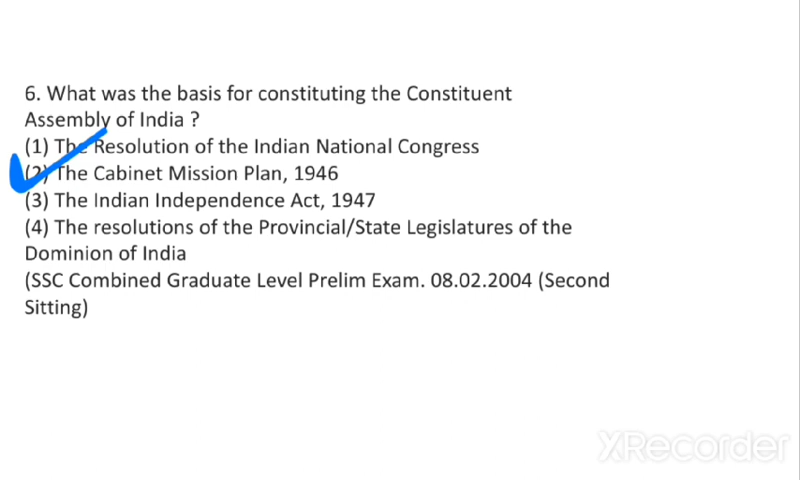 6. What was the basis for constituting the Constituent
Assembly of India ?
(1) The Resolution of the Indian National Congress
(2) The Cabinet Mission Plan, 1946
(3) The Indian Independence Act, 1947
(4) The resolutions of the Provincial/State Legislatures of the
Dominion of India
(SSC Combined Graduate Level Prelim Exam. 08.02.2004 (Second
Sitting)
XRecorder